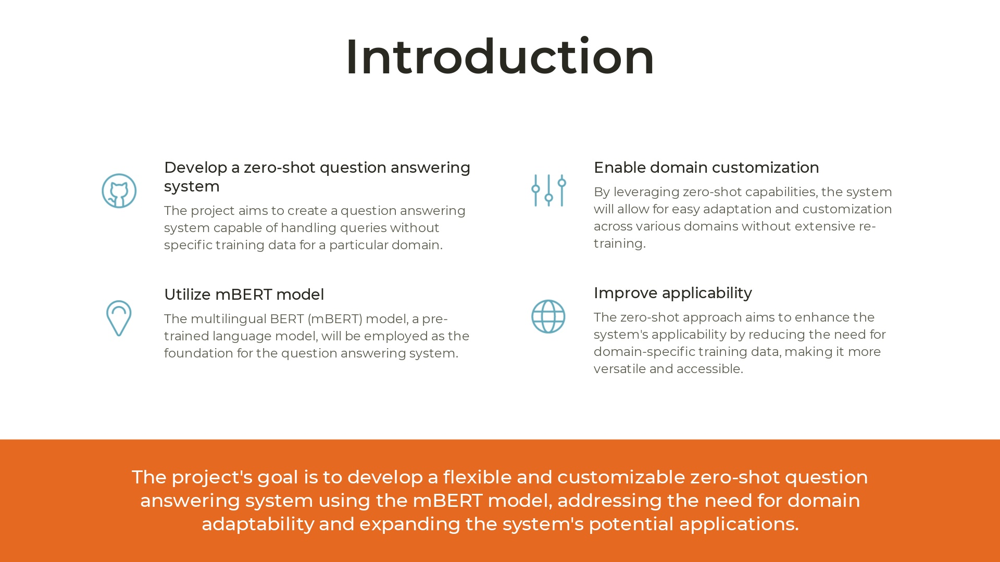 Introduction
Develop a zero-shot question answering
system
The project aims to create a question answering
system capable of handling queries without
specific training data for a particular domain.
Enable domain customization
By leveraging zero-shot capabilities, the system
will allow for easy adaptation and customization
across various domains without extensive re-
training.
Utilize mBERT model
The multilingual BERT (mBERT) model, a pre-
trained language model, will be employed as the
foundation for the question answering system.
Improve applicability
The zero-shot approach aims to enhance the
system's applicability by reducing the need for
domain-specific training data, making it more
versatile and accessible.
The project's goal is to develop a flexible and customizable zero-shot question
answering system using the mBERT model, addressing the need for domain
adaptability and expanding the system's potential applications.